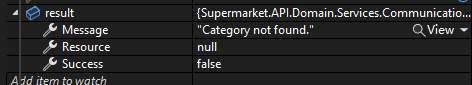 result {Supermarket.API.Domain.Services.Communicatio...
Message "Category not found." View
Resource null
Success false
Add item to watch